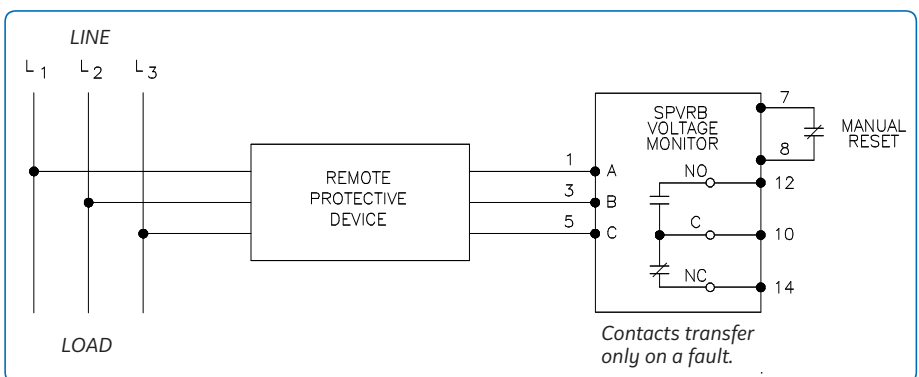 LINE
L1 L2 L3
REMOTE
PROTECTIVE
DEVICE
LOAD
1
3
5
A
B
C
SPVRB
VOLTAGE
MONITOR
NO
C
NC
7
8
12
10
14
MANUAL
RESET
Contacts transfer
only on a fault.